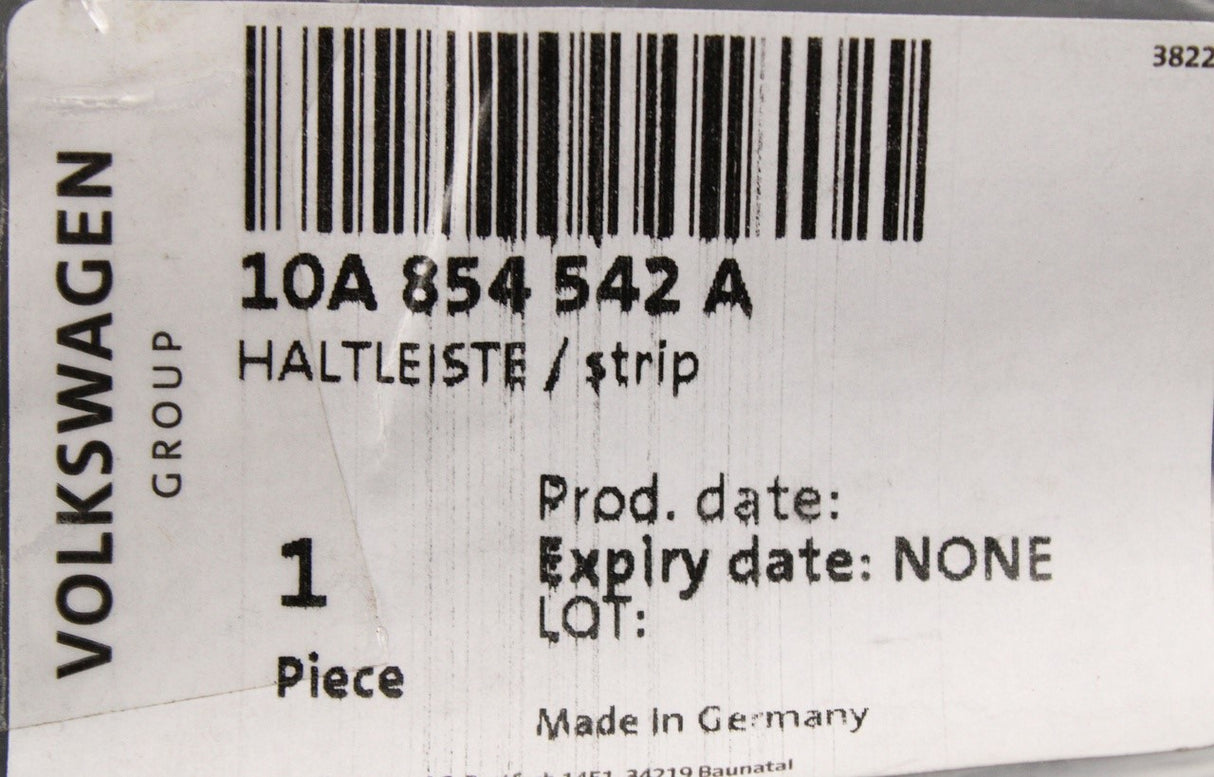 3822
VOLKSWAGEN
GROUP
10A 854 542 A
HALTLEISTE / strip
Prod. date:
Expiry date: NONE
LOT:
1
Piece
Made in Germany
34219 Baunatal